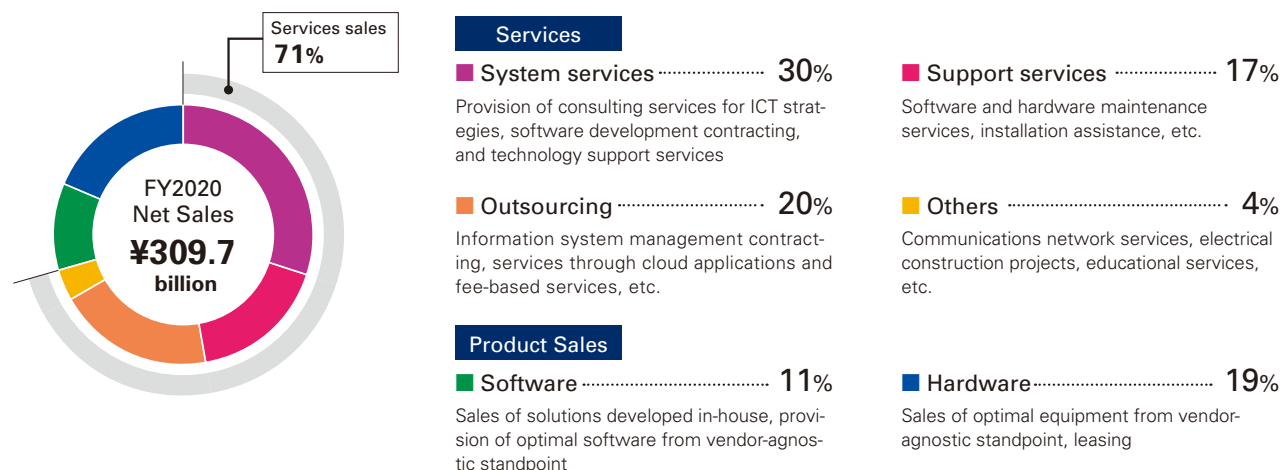 Services sales
71%
FY2020
Net Sales
¥309.7
billion
Services
System services 30%
Provision of consulting services for ICT strat-
egies, software development contracting,
and technology support services
Support services 17%
Software and hardware maintenance
services, installation assistance, etc.
Outsourcing 20%
Information system management contract-
ing, services through cloud applications and
fee-based services, etc.
Others 4%
Communications network services, electrical
construction projects, educational services,
etc.
Product Sales
Software 11%
Sales of solutions developed in-house, provi-
sion of optimal software from vendor-agnos-
tic standpoint
Hardware 19%
Sales of optimal equipment from vendor-
agnostic standpoint, leasing